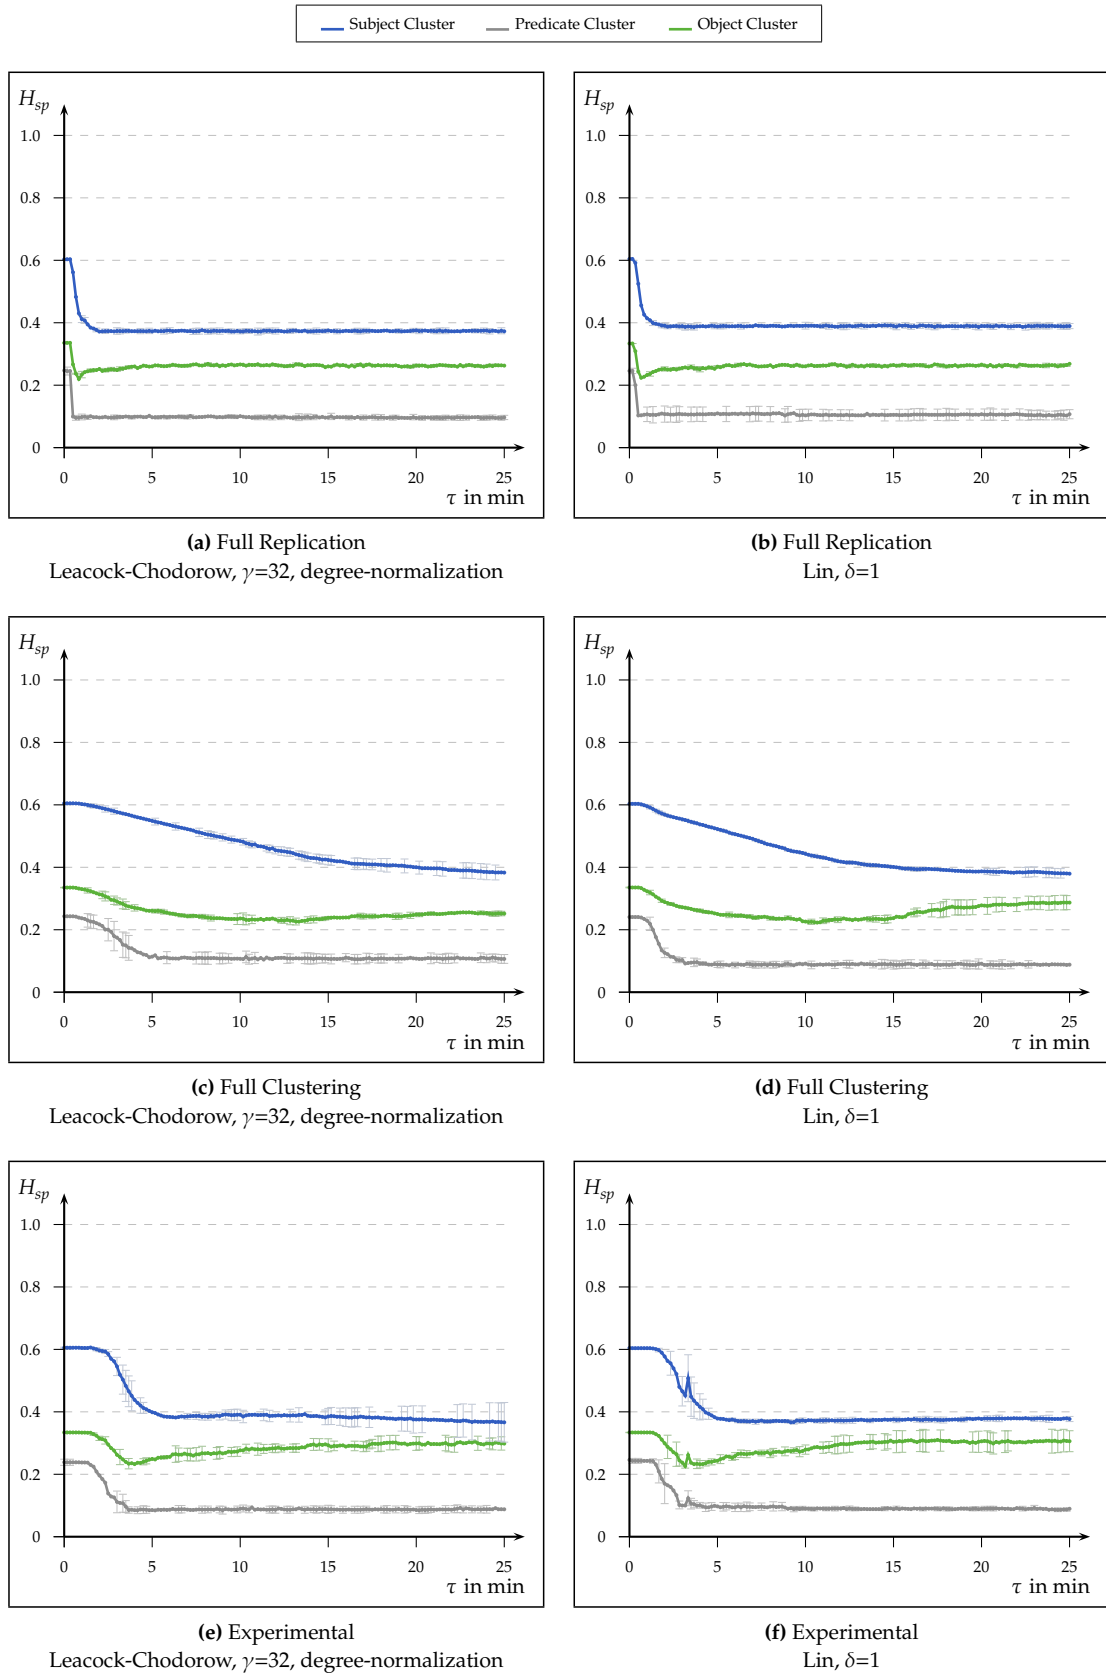 Subject Cluster Predicate Cluster Object Cluster
H_sp H_sp
1.0 1.0
0.8 0.8
0.6 0.6
0.4 0.4
0.2 0.2
0 0
0 5 10 15 20 25 0 5 10 15 20 25
τ in min τ in min
(a) Full Replication (b) Full Replication
Leacock-Chodorow, γ=32, degree-normalization Lin, δ=1
H_sp H_sp
1.0 1.0
0.8 0.8
0.6 0.6
0.4 0.4
0.2 0.2
0 0
0 5 10 15 20 25 0 5 10 15 20 25
τ in min τ in min
(c) Full Clustering (d) Full Clustering
Leacock-Chodorow, γ=32, degree-normalization Lin, δ=1
H_sp H_sp
1.0 1.0
0.8 0.8
0.6 0.6
0.4 0.4
0.2 0.2
0 0
0 5 10 15 20 25 0 5 10 15 20 25
τ in min τ in min
(e) Experimental (f) Experimental
Leacock-Chodorow, γ=32, degree-normalization Lin, δ=1